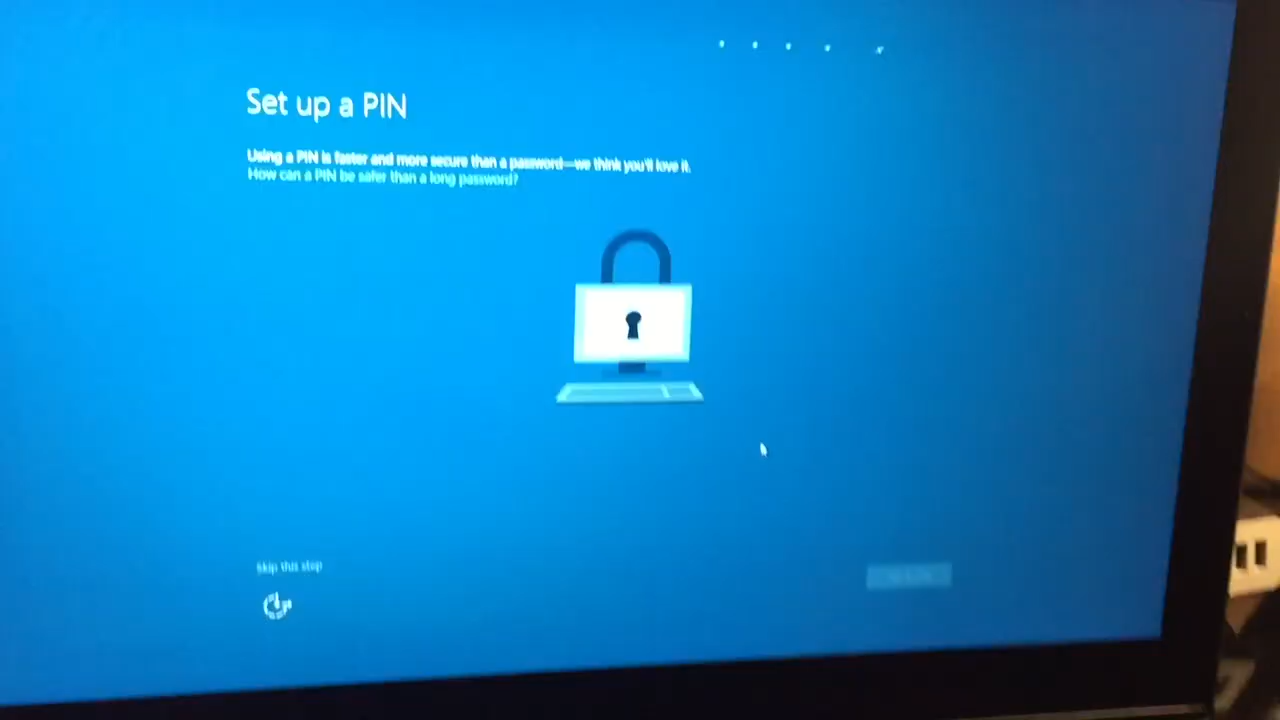 Set up a PIN
Using a PIN is faster and more secure than a password—we think you'll love it.
How can a PIN be safer than a long password?
Skip this step